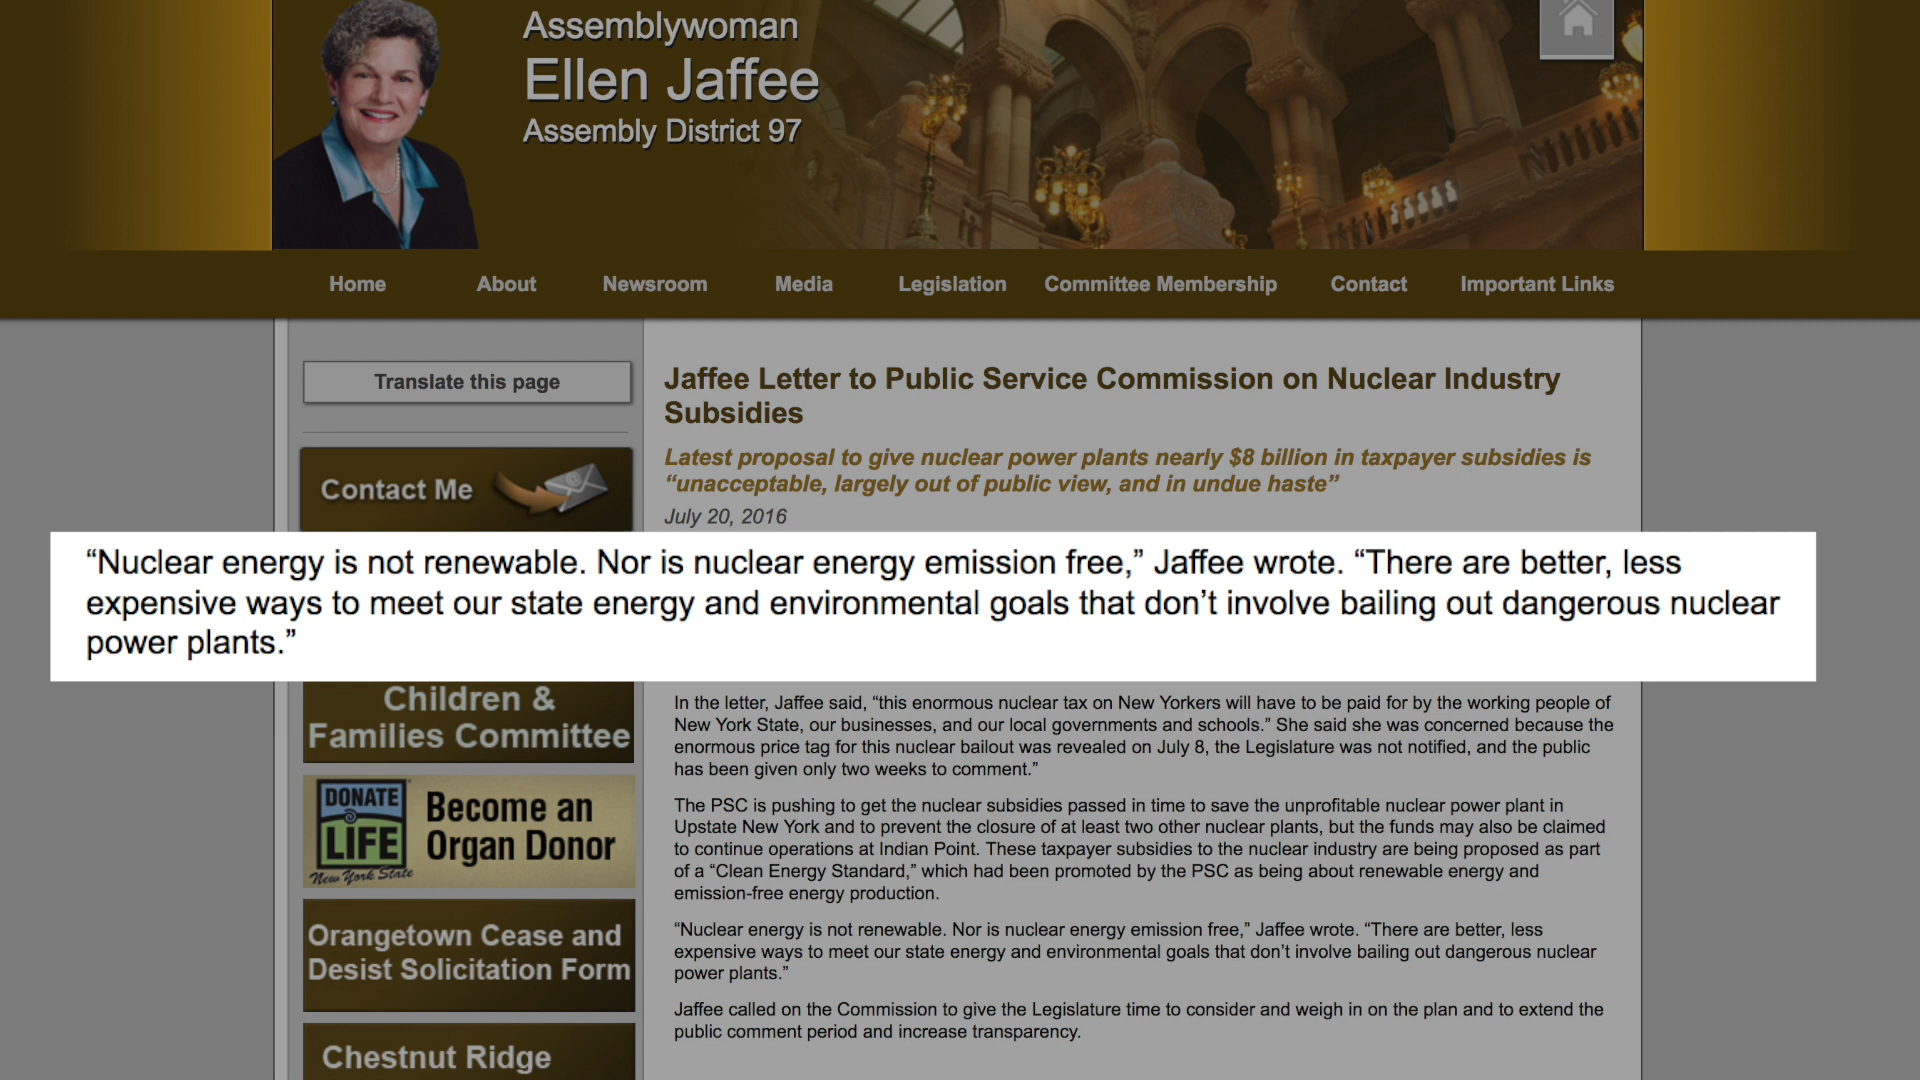 Assemblywoman
Ellen Jaffee
Assembly District 97
Home About Newsroom Media Legislation Committee Membership Contact Important Links
Translate this page
Contact Me
Jaffee Letter to Public Service Commission on Nuclear Industry
Subsidies
Latest proposal to give nuclear power plants nearly $8 billion in taxpayer subsidies is
“unacceptable, largely out of public view, and in undue haste”
July 20, 2016
“Nuclear energy is not renewable. Nor is nuclear energy emission free,” Jaffee wrote. “There are better, less
expensive ways to meet our state energy and environmental goals that don’t involve bailing out dangerous nuclear
power plants.”
Children &
Families Committee
DONATE
LIFE
New York State
Become an
Organ Donor
Orangetown Cease and
Desist Solicitation Form
Chestnut Ridge
In the letter, Jaffee said, “this enormous nuclear tax on New Yorkers will have to be paid for by the working people of
New York State, our businesses, and our local governments and schools.” She said she was concerned because the
enormous price tag for this nuclear bailout was revealed on July 8, the Legislature was not notified, and the public
has been given only two weeks to comment.”
The PSC is pushing to get the nuclear subsidies passed in time to save the unprofitable nuclear power plant in
Upstate New York and to prevent the closure of at least two other nuclear plants, but the funds may also be claimed
to continue operations at Indian Point. These taxpayer subsidies to the nuclear industry are being proposed as part
of a “Clean Energy Standard,” which had been promoted by the PSC as being about renewable energy and
emission-free energy production.
“Nuclear energy is not renewable. Nor is nuclear energy emission free,” Jaffee wrote. “There are better, less
expensive ways to meet our state energy and environmental goals that don’t involve bailing out dangerous nuclear
power plants.”
Jaffee called on the Commission to give the Legislature time to consider and weigh in on the plan and to extend the
public comment period and increase transparency.